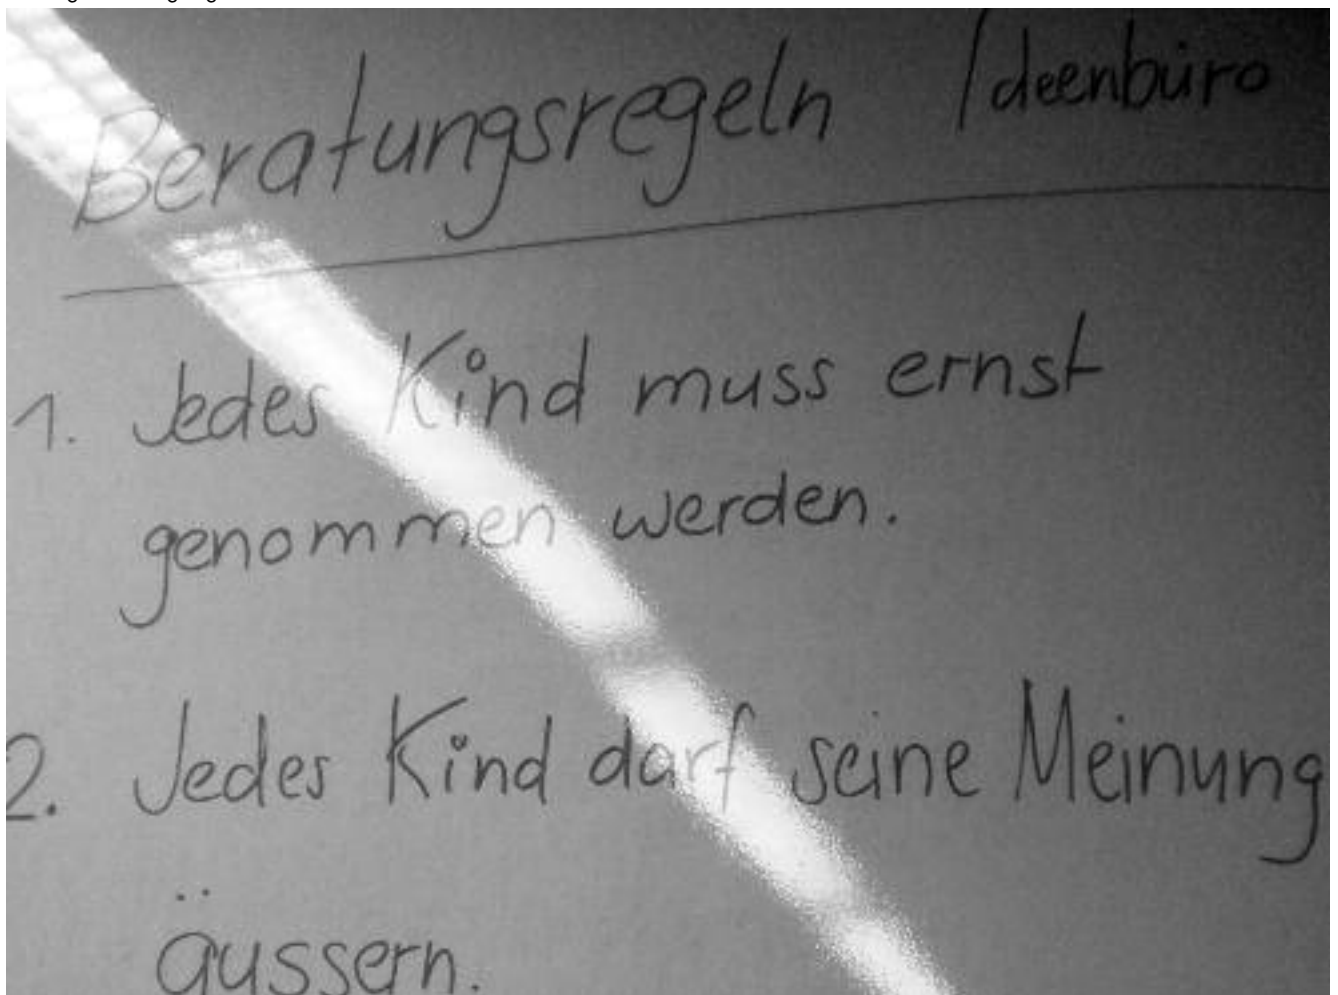 Beratungsregeln Ideenbüro
1. Jedes Kind muss ernst
genommen werden.
2. Jedes Kind darf seine Meinung
äussern.